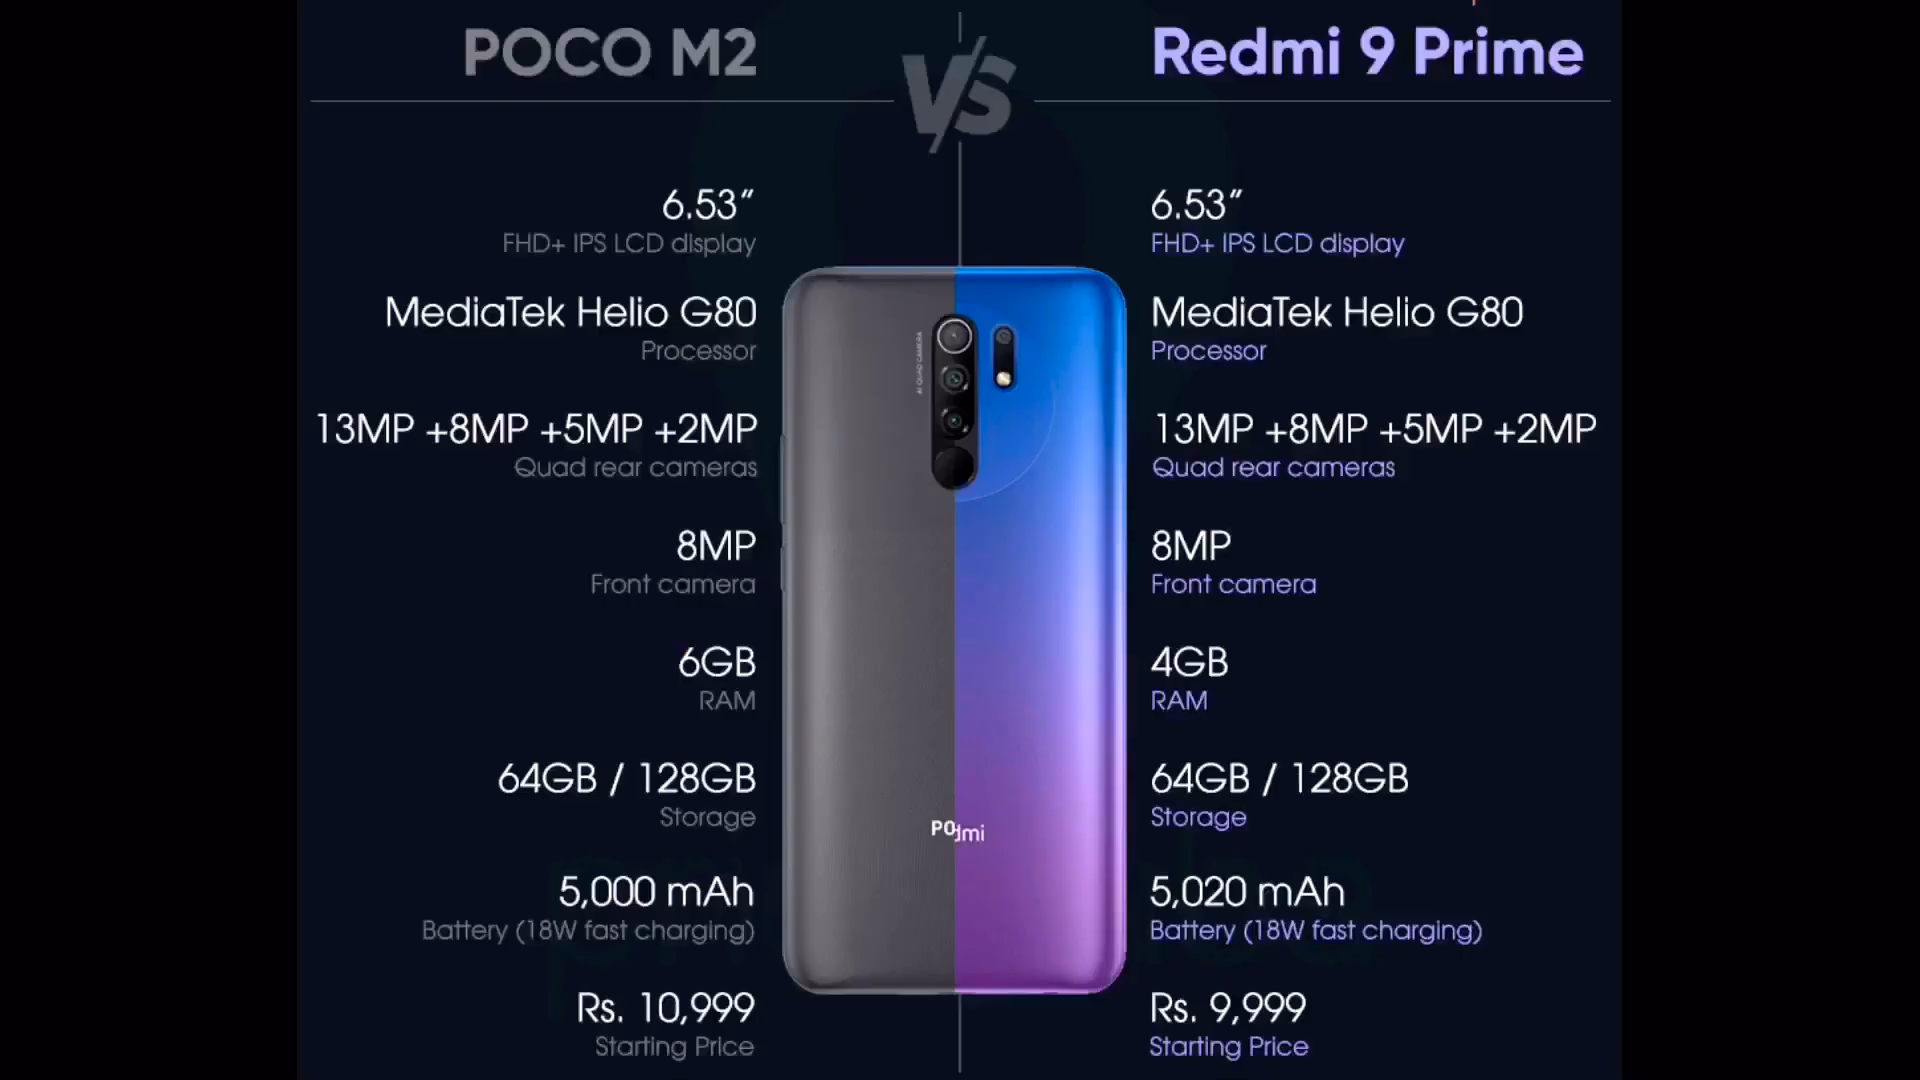 POCO M2
VS
Redmi 9 Prime
6.53”
FHD+ IPS LCD display
6.53”
FHD+ IPS LCD display
MediaTek Helio G80
Processor
MediaTek Helio G80
Processor
13MP +8MP +5MP +2MP
Quad rear cameras
13MP +8MP +5MP +2MP
Quad rear cameras
AI QUAD CAMERA
8MP
Front camera
8MP
Front camera
6GB
RAM
4GB
RAM
64GB / 128GB
Storage
64GB / 128GB
Storage
5,000 mAh
Battery (18W fast charging)
5,020 mAh
Battery (18W fast charging)
Rs. 10,999
Starting Price
Rs. 9,999
Starting Price